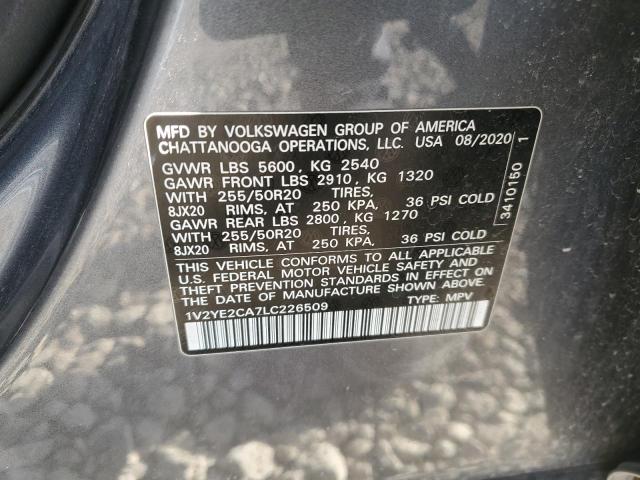 MFD BY VOLKSWAGEN GROUP OF AMERICA
CHATTANOOGA OPERATIONS, LLC. USA 08/2020
GVWR LBS 5600, KG 2540
GAWR FRONT LBS 2910, KG 1320
WITH 255/50R20 TIRES,
8JX20 RIMS, AT 250 KPA, 36 PSI COLD
GAWR REAR LBS 2800, KG 1270
WITH 255/50R20 TIRES,
8JX20 RIMS, AT 250 KPA, 36 PSI COLD
THIS VEHICLE CONFORMS TO ALL APPLICABLE
U.S. FEDERAL MOTOR VEHICLE SAFETY AND
THEFT PREVENTION STANDARDS IN EFFECT ON
THE DATE OF MANUFACTURE SHOWN ABOVE.
1V2YE2CA7LC226509 TYPE: MPV
3410150 1